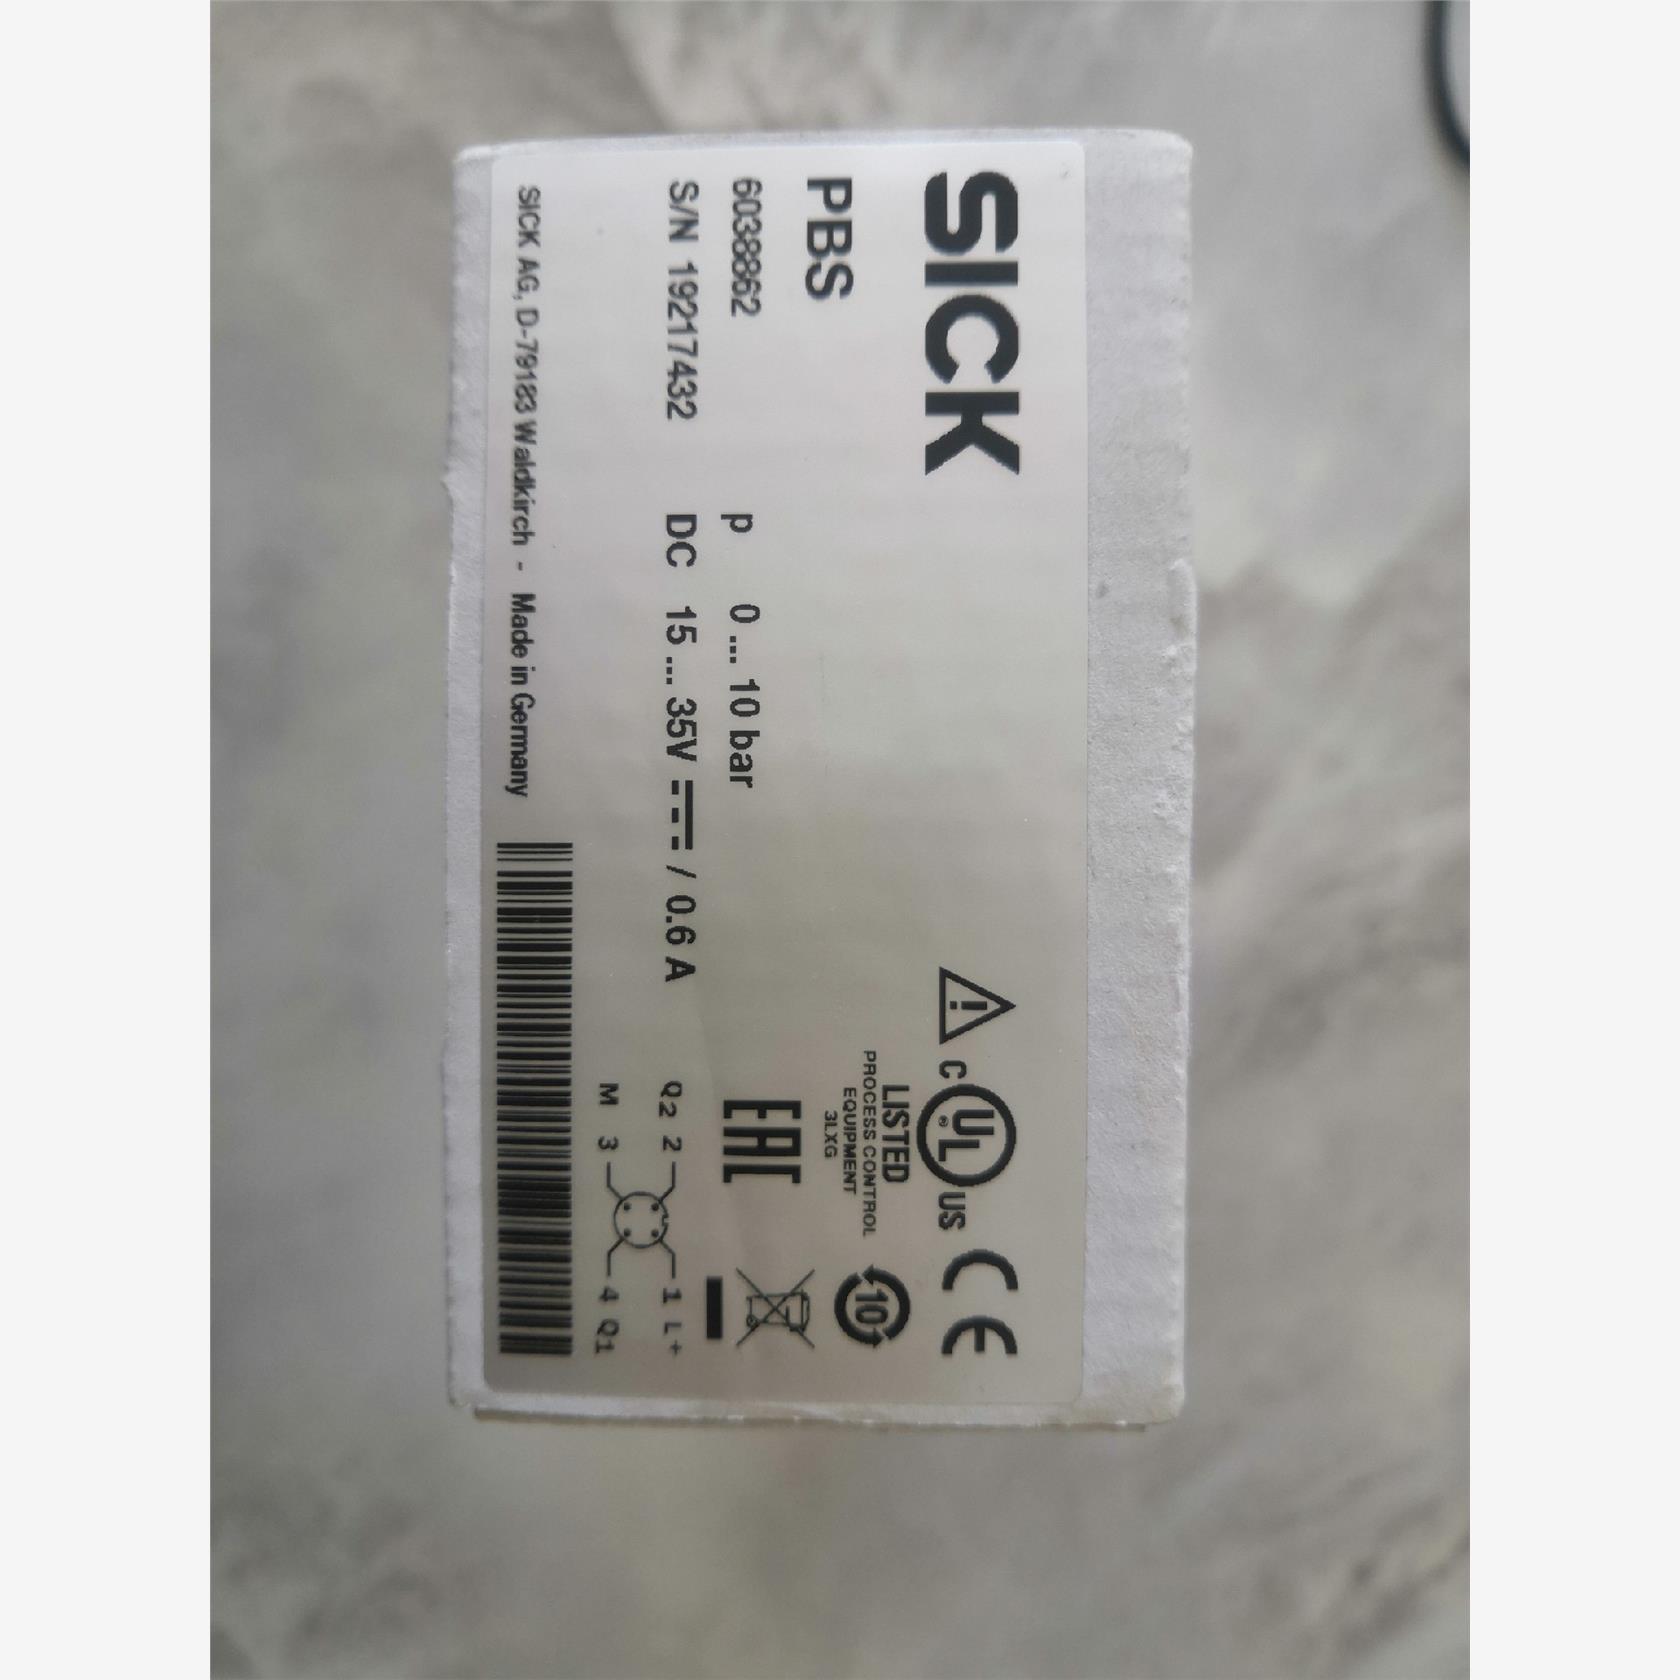 SICK
PBS
6038862
S/N 19217432
p 0 ... 10 bar
DC 15 ... 35V / 0.6 A
SICK AG, D-79183 Waldkirch - Made in Germany
C UL ® US
LISTED
PROCESS CONTROL
EQUIPMENT
3LXG
CE
10
EAC
Q2 2 1 L+
M 3 4 Q1